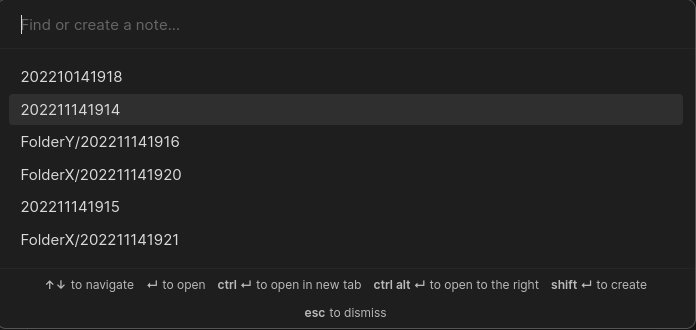 Find or create a note...
202210141918
202211141914
FolderY/202211141916
FolderX/202211141920
202211141915
FolderX/202211141921
↑↓ to navigate ↵ to open ctrl ↵ to open in new tab ctrl alt ↵ to open to the right shift ↵ to create
esc to dismiss